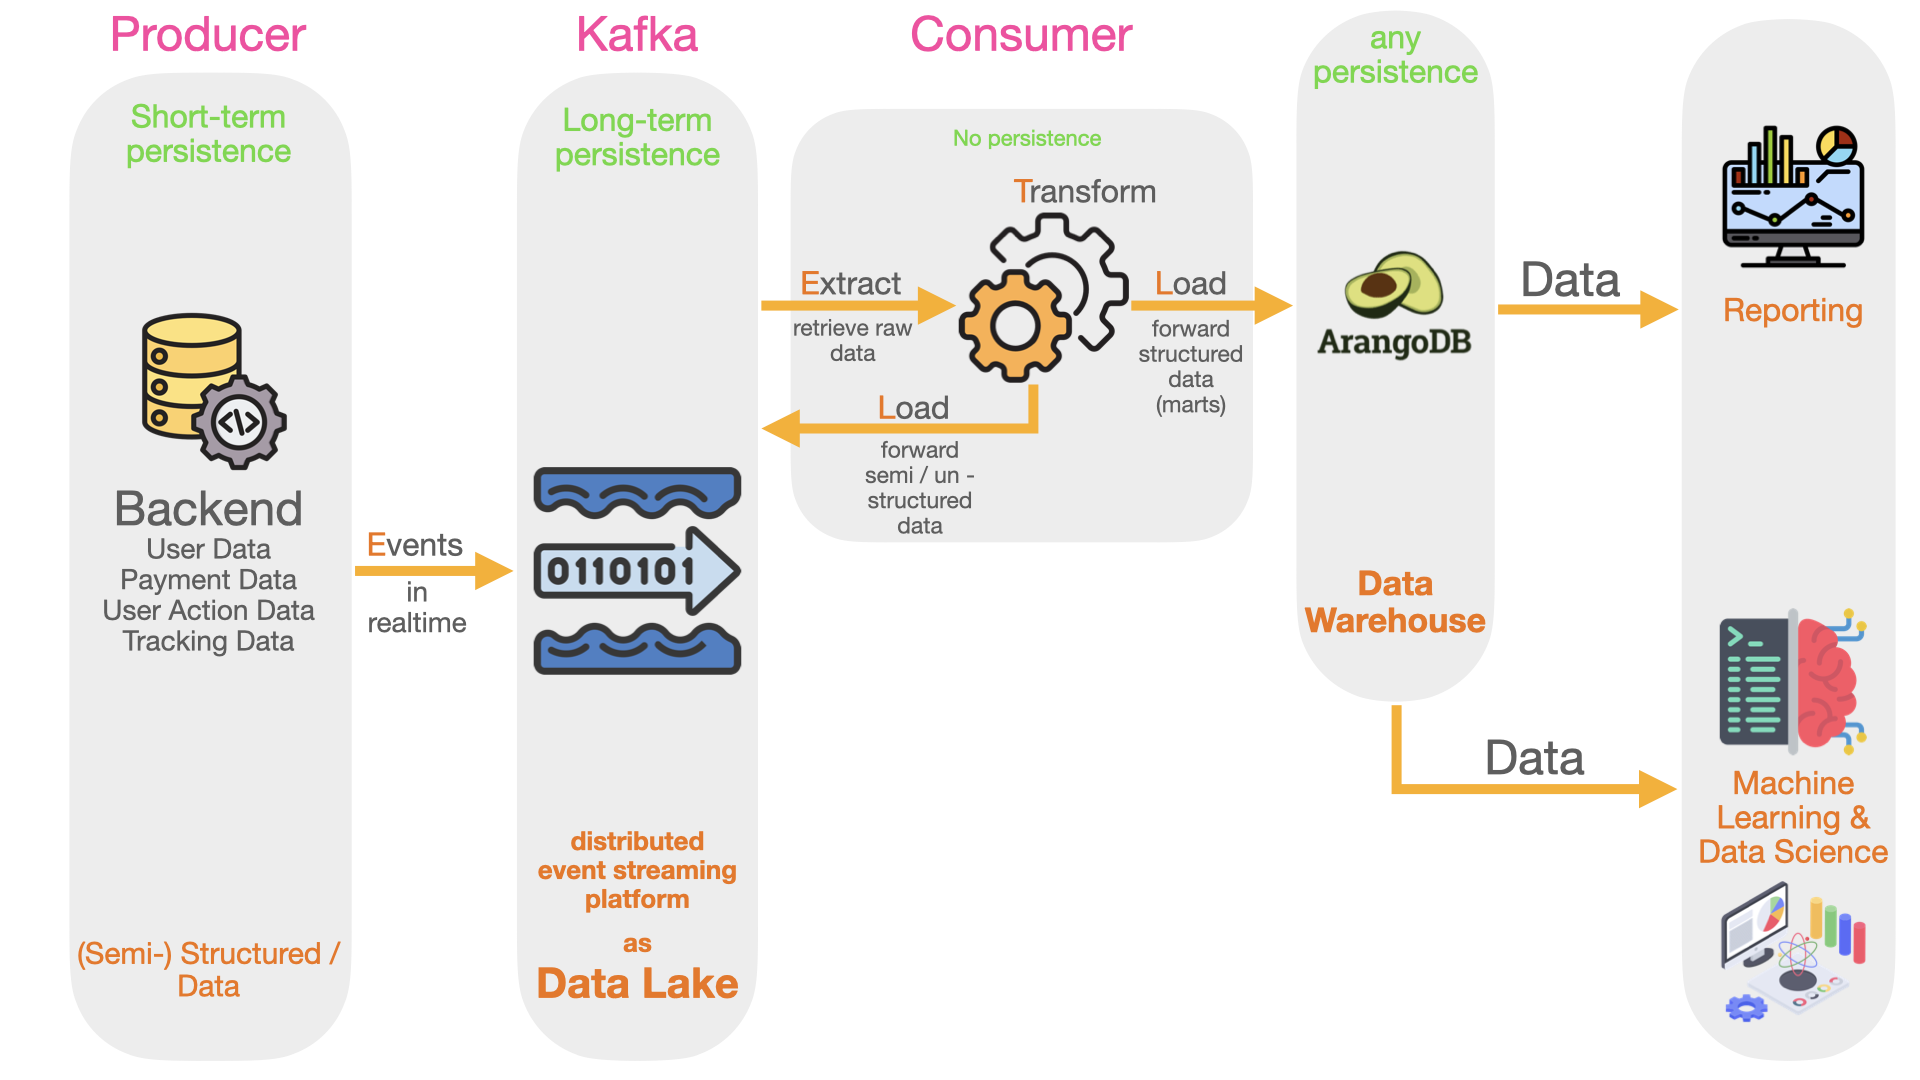 Producer
Short-term
persistence
Backend
User Data
Payment Data
User Action Data
Tracking Data
(Semi-) Structured /
Data
Events
in
realtime
Kafka
Long-term
persistence
0110101
distributed
event streaming
platform
as
Data Lake
Consumer
No persistence
Transform
Extract
retrieve raw
data
Load
forward
structured
data
(marts)
Load
forward
semi / un -
structured
data
any
persistence
ArangoDB
Data
Warehouse
Data
Data
Reporting
Machine
Learning &
Data Science